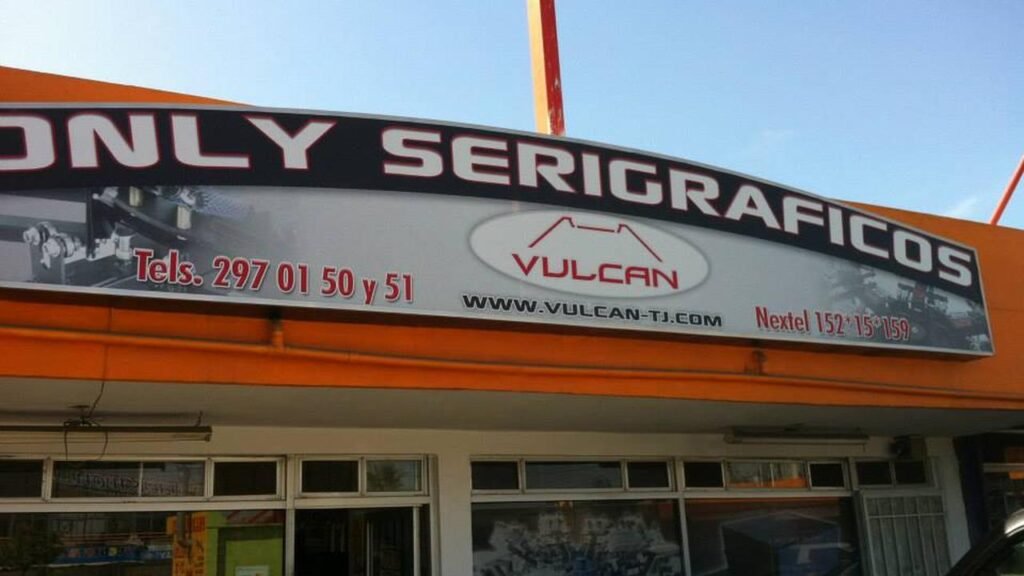 ONLY SERIGRAFICOS
VULCAN
Tels. 297 01 50 y 51
WWW.VULCAN-TJ.COM
Nextel 152*15*159